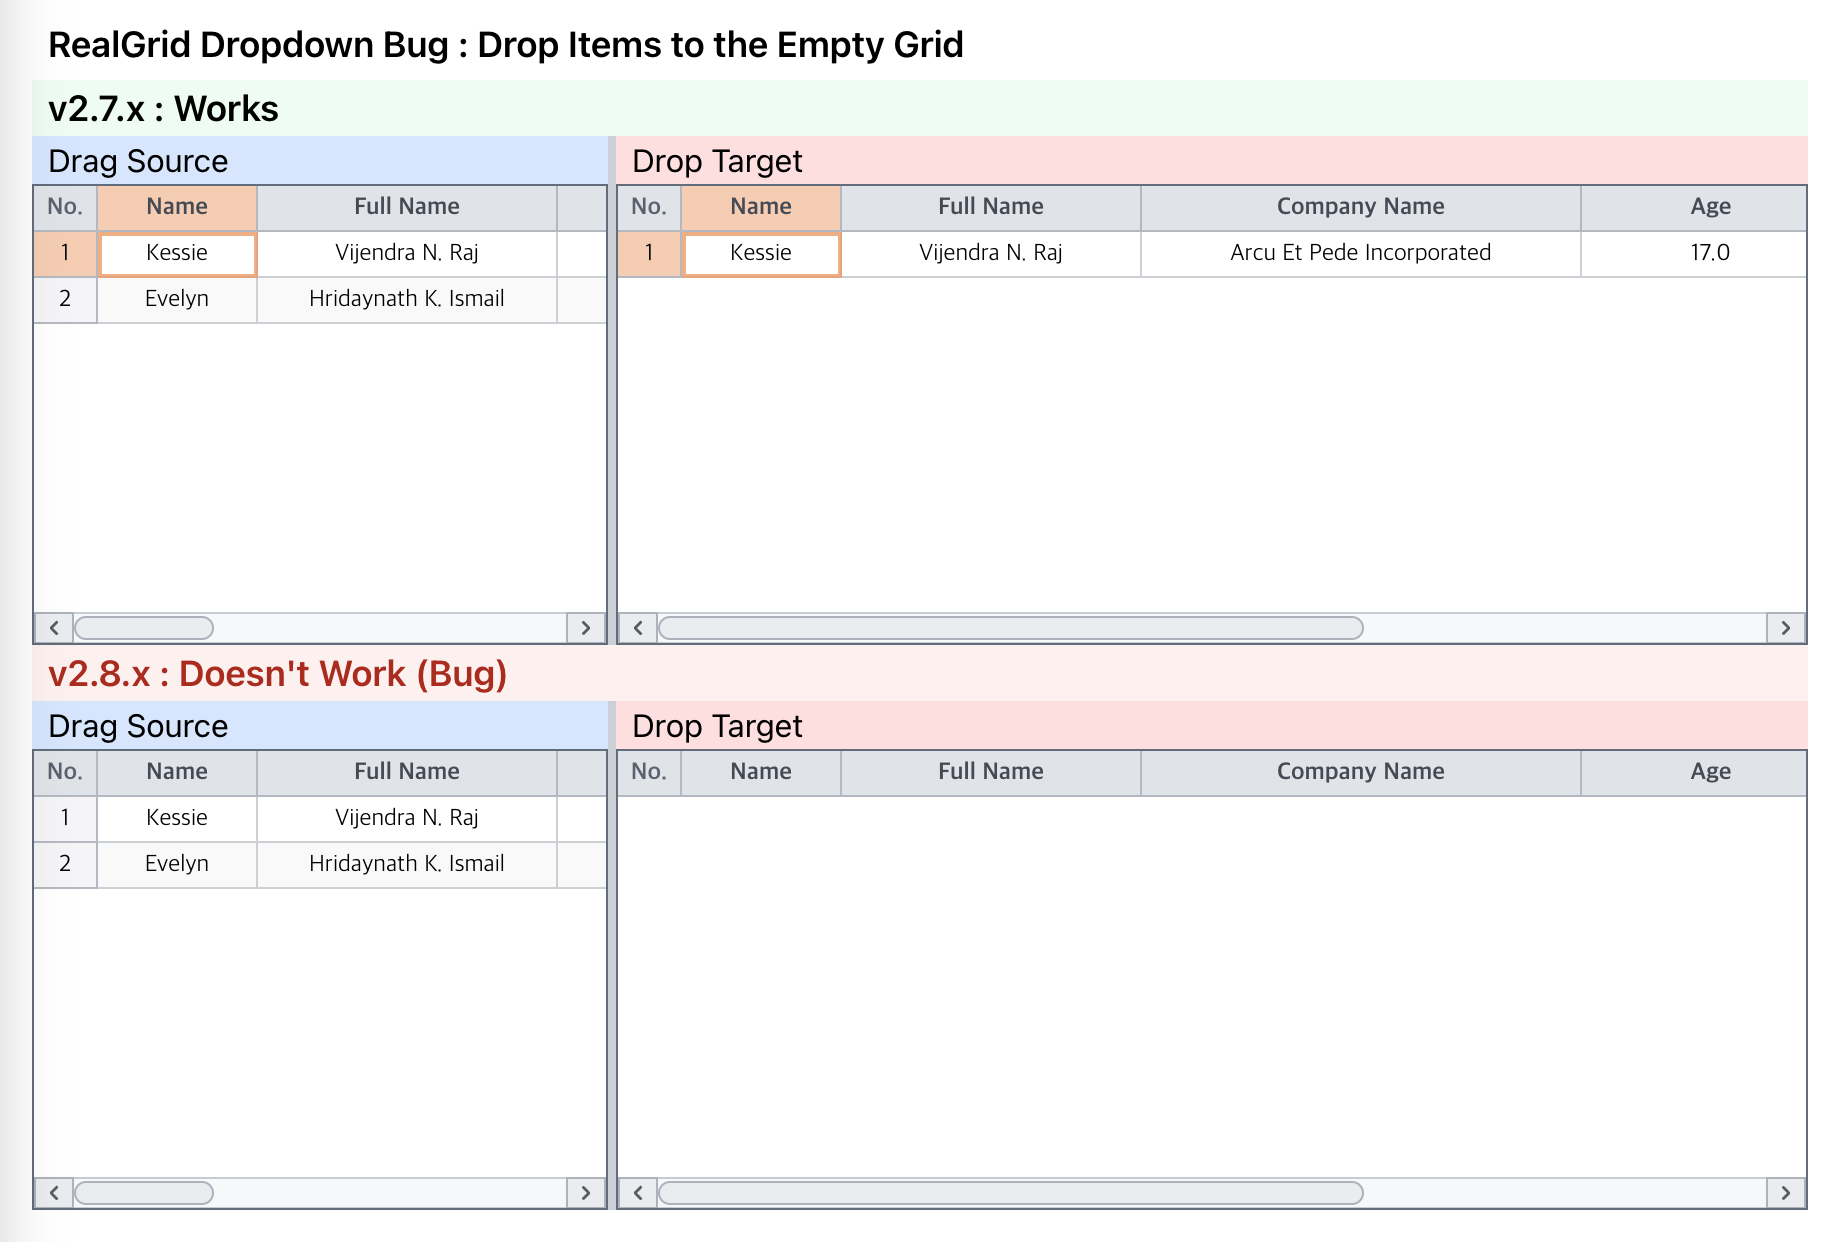 RealGrid Dropdown Bug : Drop Items to the Empty Grid
v2.7.x : Works
Drag Source
No. Name Full Name
1 Kessie Vijendra N. Raj
2 Evelyn Hridaynath K. Ismail
Drop Target
No. Name Full Name Company Name Age
1 Kessie Vijendra N. Raj Arcu Et Pede Incorporated 17.0
v2.8.x : Doesn't Work (Bug)
Drag Source
No. Name Full Name
1 Kessie Vijendra N. Raj
2 Evelyn Hridaynath K. Ismail
Drop Target
No. Name Full Name Company Name Age